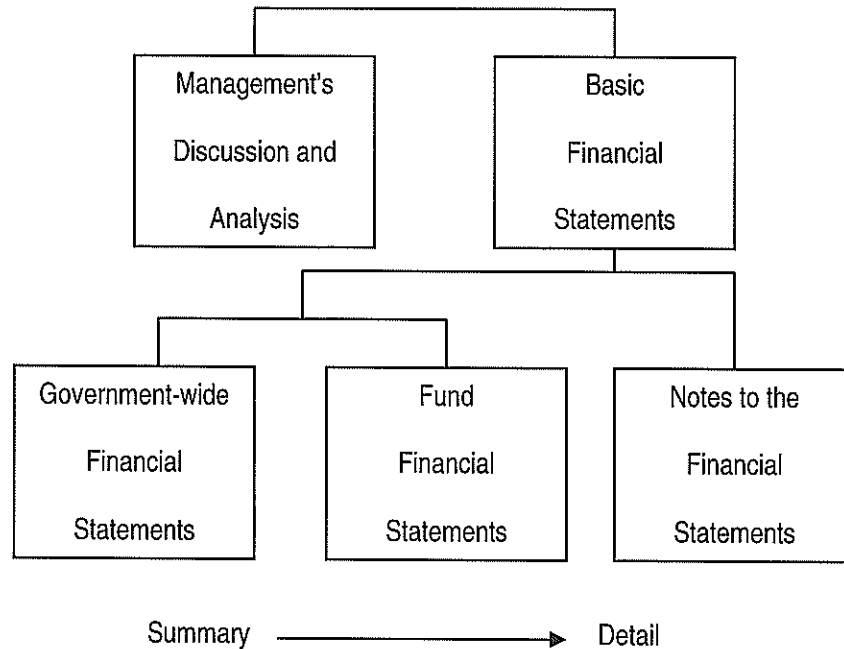 Management's
Discussion and
Analysis
Basic
Financial
Statements
Government-wide
Financial
Statements
Fund
Financial
Statements
Notes to the
Financial
Statements
Summary
Detail